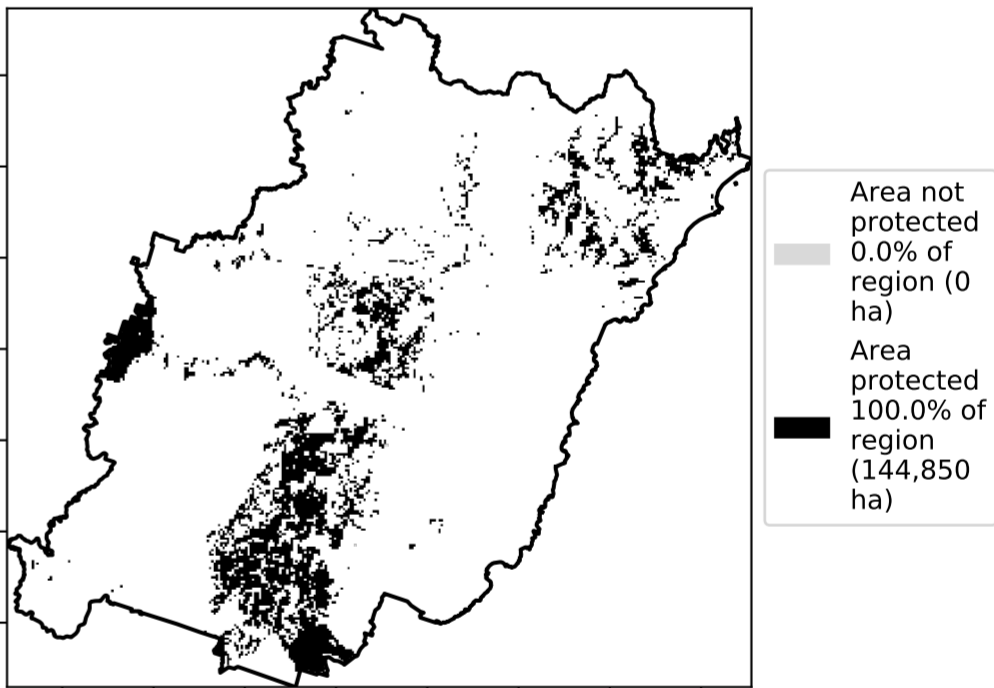 Area not
protected
0.0% of
region (0
ha)
Area
protected
100.0% of
region
(144,850
ha)